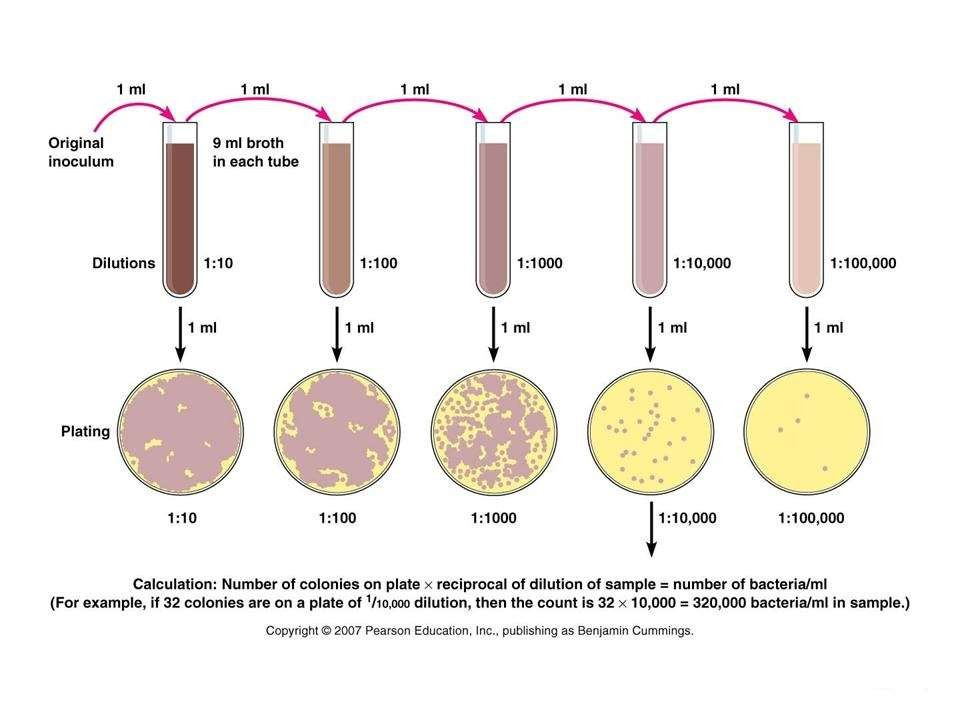 1 ml
1 ml
1 ml
1 ml
1 ml
Original
inoculum
9 ml broth
in each tube
Dilutions
1:10
1:100
1:1000
1:10,000
1:100,000
1 ml
1 ml
1 ml
1 ml
1 ml
Plating
1:10
1:100
1:1000
1:10,000
1:100,000
Calculation: Number of colonies on plate × reciprocal of dilution of sample = number of bacteria/ml
(For example, if 32 colonies are on a plate of 1/10,000 dilution, then the count is 32 × 10,000 = 320,000 bacteria/ml in sample.)
Copyright © 2007 Pearson Education, Inc., publishing as Benjamin Cummings.